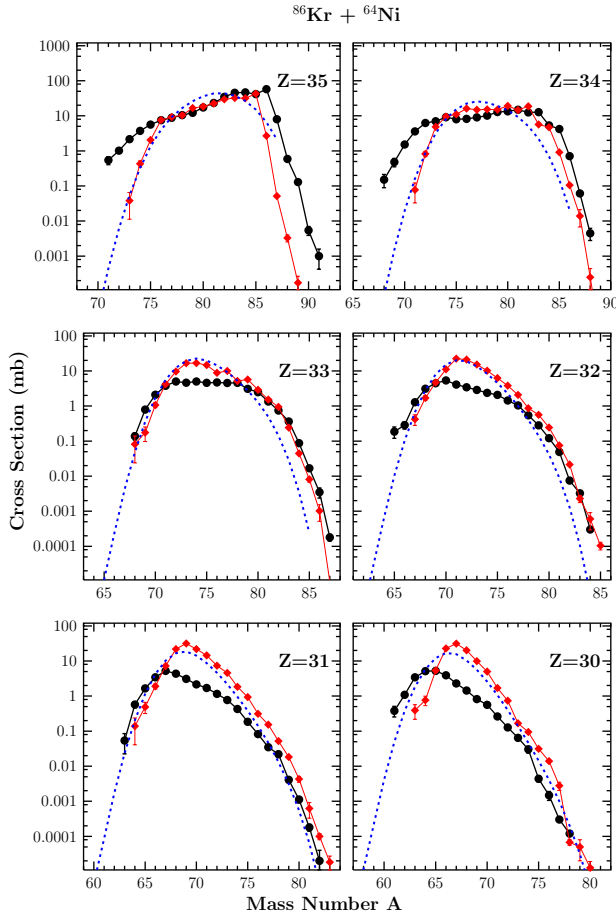 ⁸⁶Kr + ⁶⁴Ni
1000
100
10
1
0.1
0.01
0.001
Z=35
Z=34
70 75 80 85 90
65 70 75 80 85 90
Cross Section (mb)
100
10
1
0.1
0.01
0.001
0.0001
Z=33
Z=32
65 70 75 80 85
65 70 75 80 85
100
10
1
0.1
0.01
0.001
0.0001
Z=31
Z=30
60 65 70 75 80
60 65 70 75 80
Mass Number A
Mass Number A